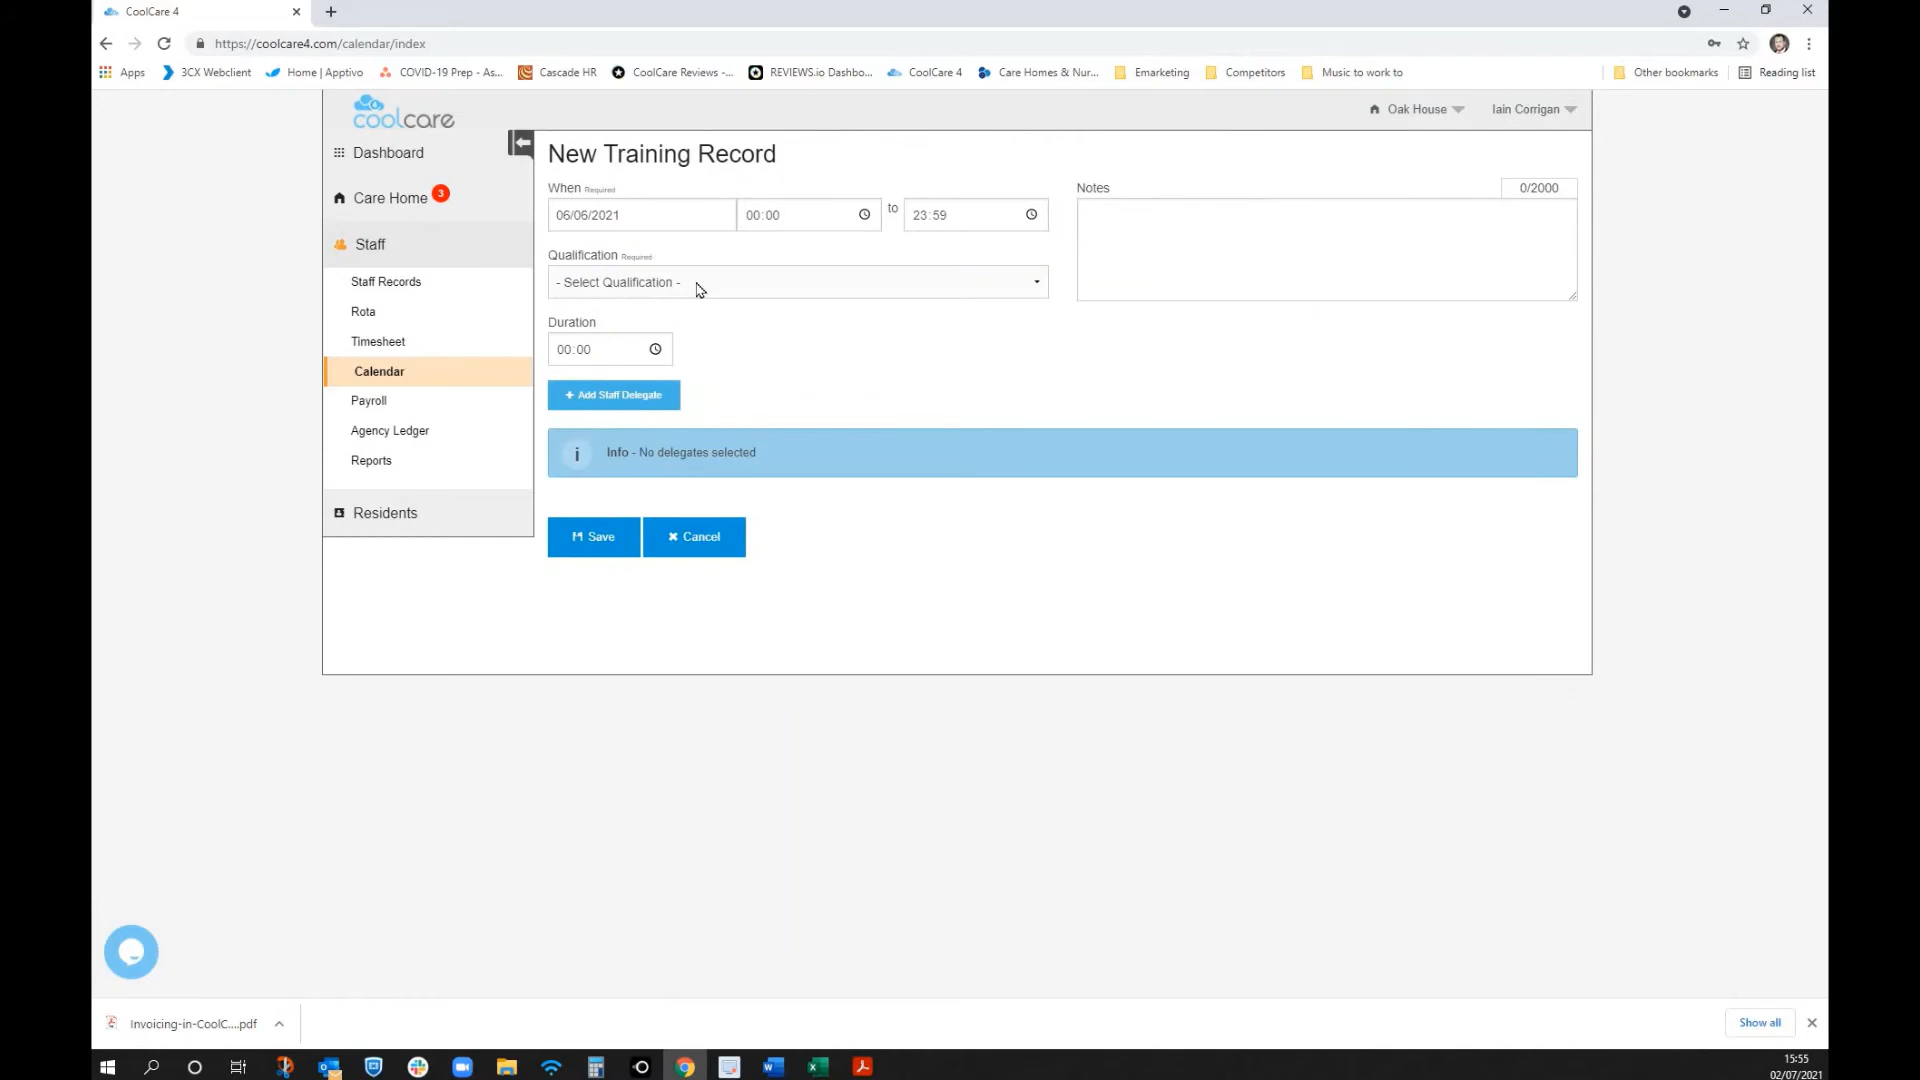 CoolCare 4
https://coolcare4.com/calendar/index
Apps
3CX Webclient
Home | Apptivo
COVID-19 Prep - As...
Cascade HR
CoolCare Reviews -...
REVIEWS.io Dashbo...
CoolCare 4
Care Homes & Nur...
Emarketing
Competitors
Music to work to
Other bookmarks
Reading list
4
coolcare
Oak House
Iain Corrigan
Dashboard
Care Home 3
Staff
Staff Records
Rota
Timesheet
Calendar
Payroll
Agency Ledger
Reports
Residents
New Training Record
When Required
06/06/2021
00:00
to
23:59
Notes
0/2000
Qualification Required
- Select Qualification -
Duration
00:00
+ Add Staff Delegate
i Info - No delegates selected
Save
Cancel
Invoicing-in-CoolC....pdf
Show all
15:55
02/07/2021